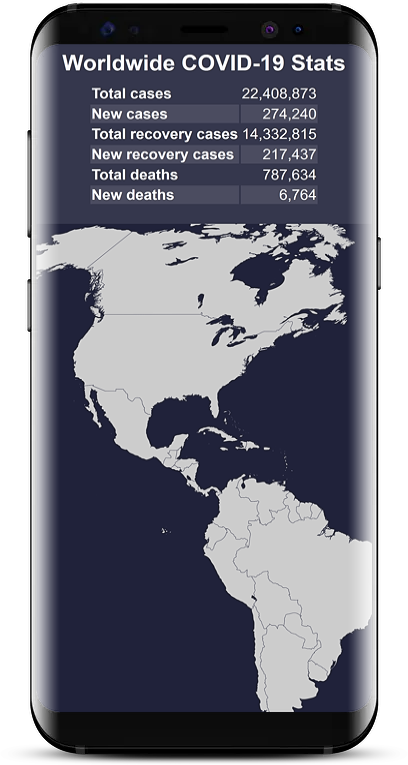 Worldwide COVID-19 Stats
Total cases 22,408,873
New cases 274,240
Total recovery cases 14,332,815
New recovery cases 217,437
Total deaths 787,634
New deaths 6,764